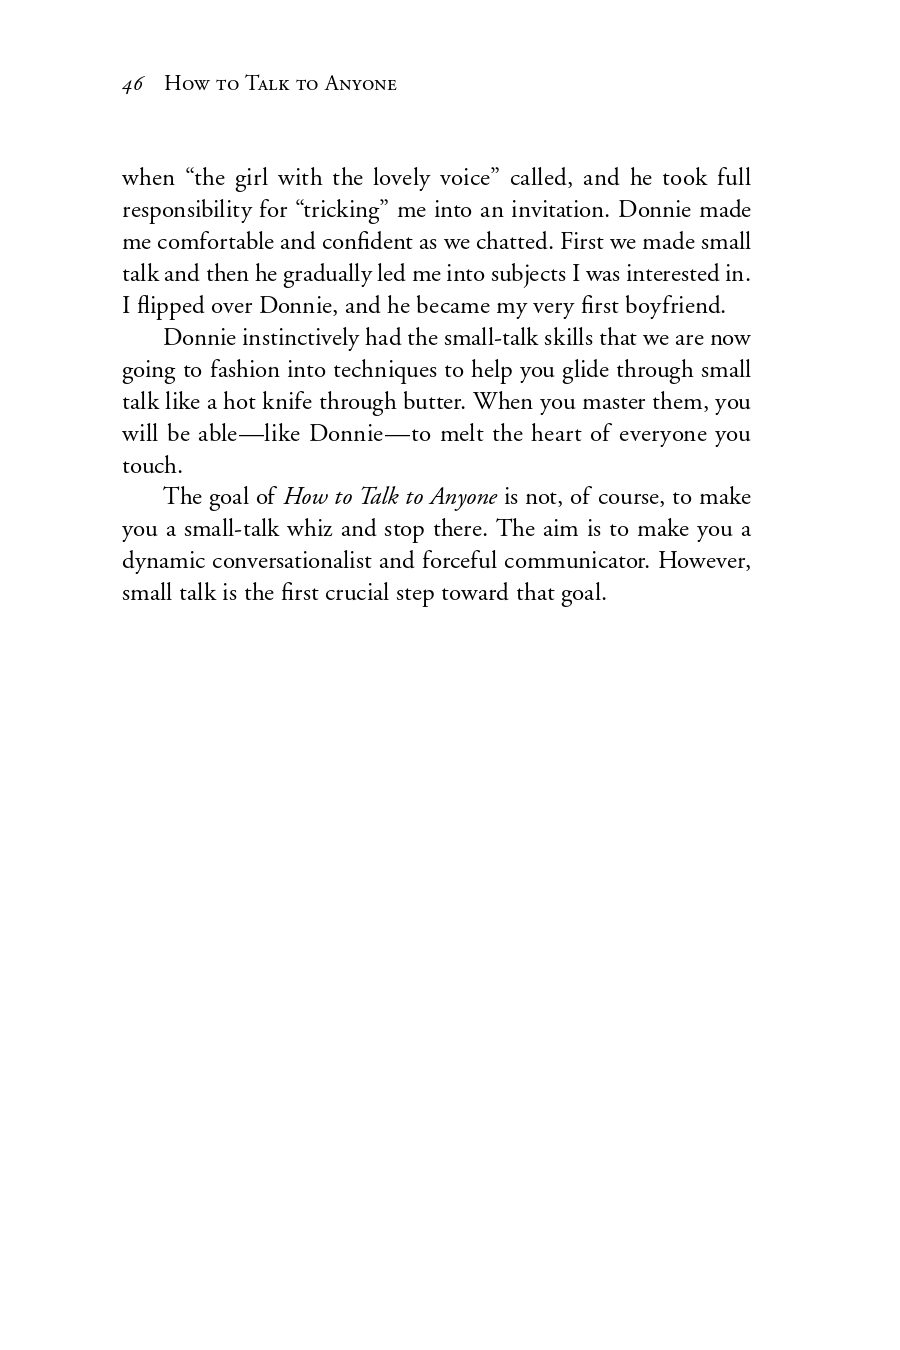 46 How to Talk to Anyone
when “the girl with the lovely voice” called, and he took full
responsibility for “tricking” me into an invitation. Donnie made
me comfortable and confident as we chatted. First we made small
talk and then he gradually led me into subjects I was interested in.
I flipped over Donnie, and he became my very first boyfriend.
Donnie instinctively had the small-talk skills that we are now
going to fashion into techniques to help you glide through small
talk like a hot knife through butter. When you master them, you
will be able—like Donnie—to melt the heart of everyone you
touch.
The goal of How to Talk to Anyone is not, of course, to make
you a small-talk whiz and stop there. The aim is to make you a
dynamic conversationalist and forceful communicator. However,
small talk is the first crucial step toward that goal.